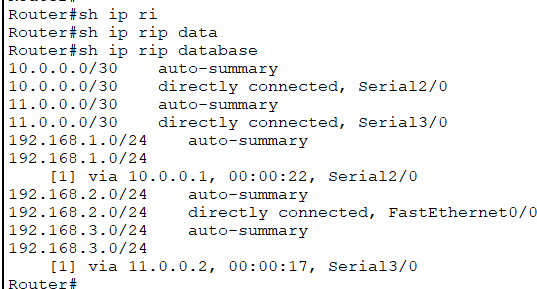 Router#sh ip ri
Router#sh ip rip data
Router#sh ip rip database
10.0.0.0/30    auto-summary
10.0.0.0/30    directly connected, Serial2/0
11.0.0.0/30    auto-summary
11.0.0.0/30    directly connected, Serial3/0
192.168.1.0/24    auto-summary
192.168.1.0/24
    [1] via 10.0.0.1, 00:00:22, Serial2/0
192.168.2.0/24    auto-summary
192.168.2.0/24    directly connected, FastEthernet0/0
192.168.3.0/24    auto-summary
192.168.3.0/24
    [1] via 11.0.0.2, 00:00:17, Serial3/0
Router#